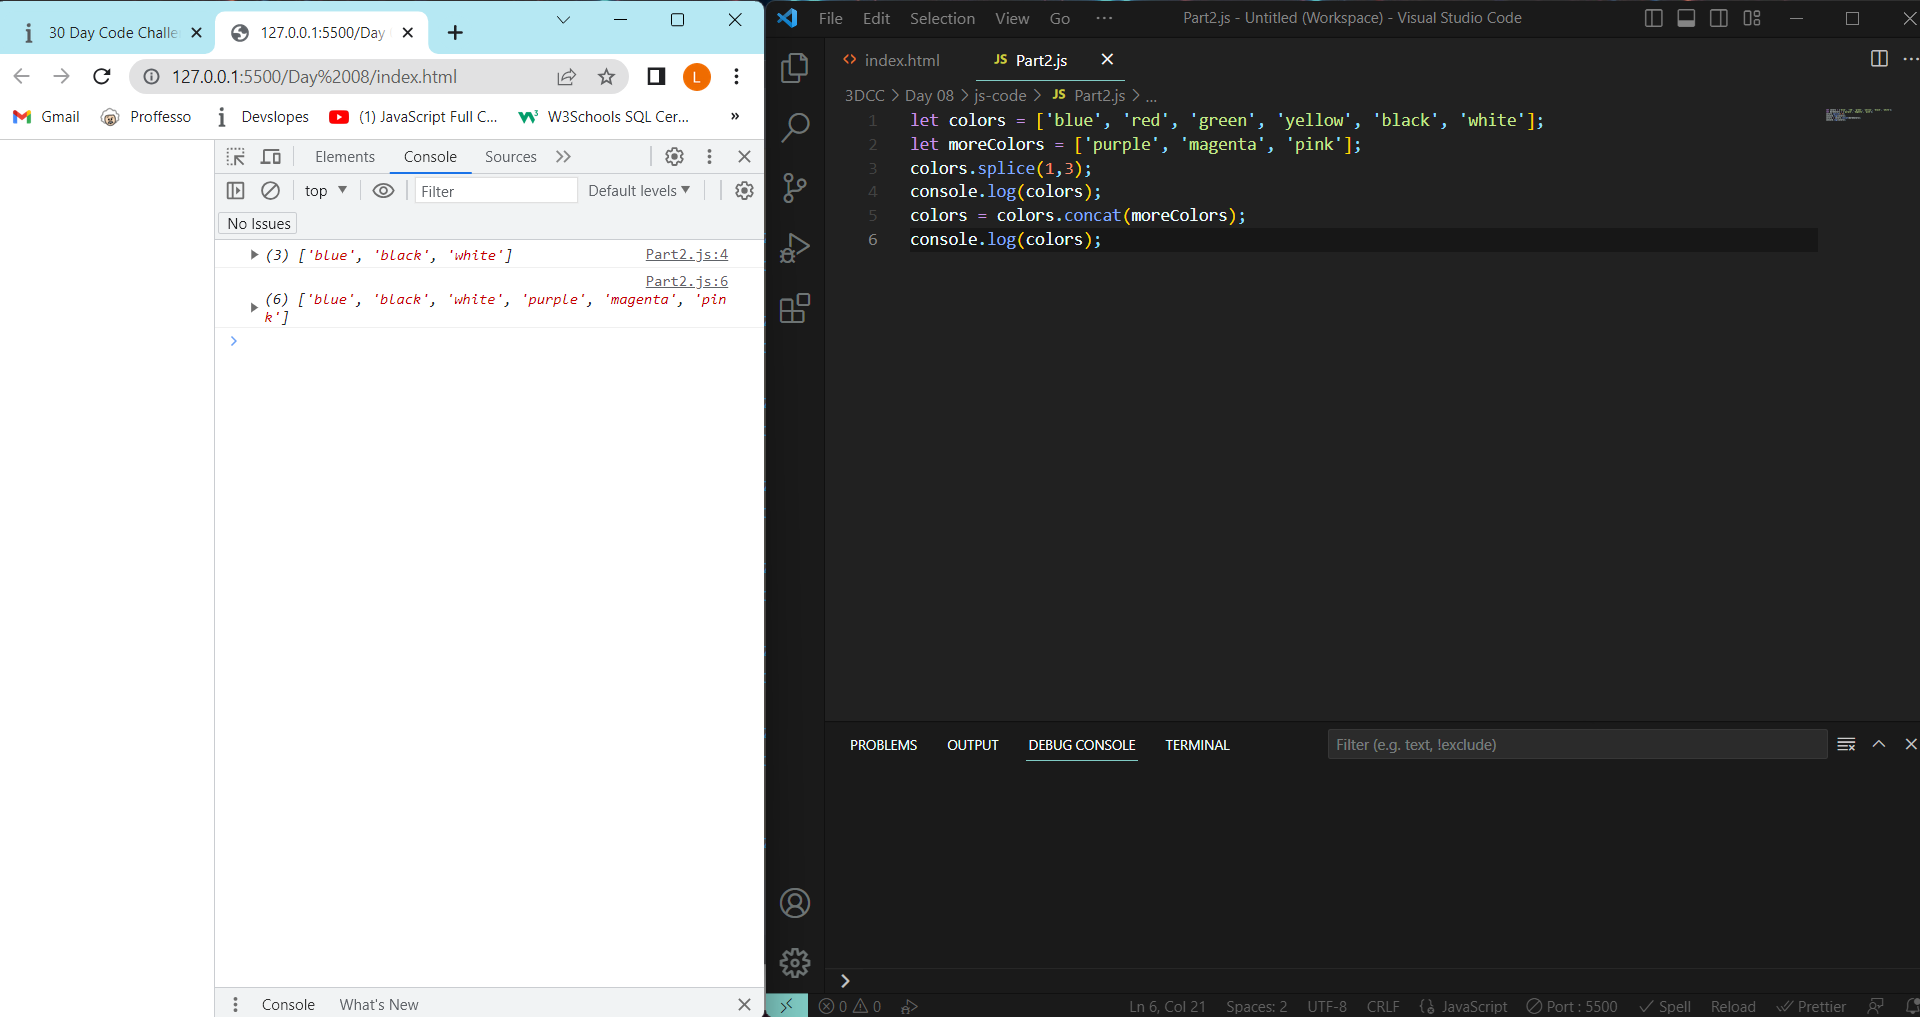 30 Day Code Challe
127.0.0.1:5500/Day
127.0.0.1:5500/Day%2008/index.html
L
Gmail
Proffesso
Devslopes
(1) JavaScript Full C...
W3Schools SQL Cer...
»
Elements
Console
Sources
top
Filter
Default levels
No Issues
(3) ['blue', 'black', 'white']
Part2.js:4
Part2.js:6
(6) ['blue', 'black', 'white', 'purple', 'magenta', 'pin
k']
Console
What's New
File
Edit
Selection
View
Go
···
Part2.js - Untitled (Workspace) - Visual Studio Code
index.html
JS Part2.js
3DCC > Day 08 > js-code > JS Part2.js > ...
1 let colors = ['blue', 'red', 'green', 'yellow', 'black', 'white'];
2 let moreColors = ['purple', 'magenta', 'pink'];
3 colors.splice(1,3);
4 console.log(colors);
5 colors = colors.concat(moreColors);
6 console.log(colors);
PROBLEMS
OUTPUT
DEBUG CONSOLE
TERMINAL
Filter (e.g. text, !exclude)
0
0
Ln 6, Col 21
Spaces: 2
UTF-8
CRLF
{} JavaScript
Port : 5500
Spell
Reload
Prettier